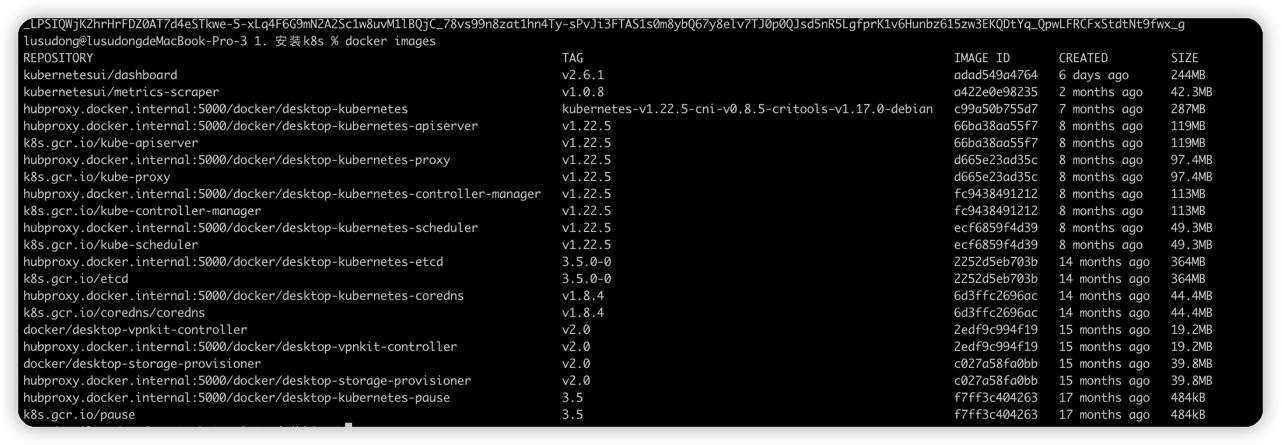 _LPSIQWjK2hrHrFDZ0AT7d4eSTkwe-5-xLq4F6G9mN2A2Sc1w8uvM1lBQjC_78vs99n8zat1hn4Ty-sPvJi3FTAS1s0m8ybQ67y8elv7TJ0p0QJsd5nR5LgfprK1v6Hunbz615zw3EKQDtYq_QpwLFRCFxStdtNt9fwx_g
lusudong@lusudongdeMacBook-Pro-3 1. 安装k8s % docker images
REPOSITORY TAG IMAGE ID CREATED SIZE
kubernetesui/dashboard v2.6.1 adad549a4764 6 days ago 244MB
kubernetesui/metrics-scraper v1.0.8 a422e0e98235 2 months ago 42.3MB
hubproxy.docker.internal:5000/docker/desktop-kubernetes kubernetes-v1.22.5-cni-v0.8.5-critools-v1.17.0-debian c99a50b755d7 7 months ago 287MB
hubproxy.docker.internal:5000/docker/desktop-kubernetes-apiserver v1.22.5 66ba38aa55f7 8 months ago 119MB
k8s.gcr.io/kube-apiserver v1.22.5 66ba38aa55f7 8 months ago 119MB
hubproxy.docker.internal:5000/docker/desktop-kubernetes-proxy v1.22.5 d665e23ad35c 8 months ago 97.4MB
k8s.gcr.io/kube-proxy v1.22.5 d665e23ad35c 8 months ago 97.4MB
hubproxy.docker.internal:5000/docker/desktop-kubernetes-controller-manager v1.22.5 fc9438491212 8 months ago 113MB
k8s.gcr.io/kube-controller-manager v1.22.5 fc9438491212 8 months ago 113MB
hubproxy.docker.internal:5000/docker/desktop-kubernetes-scheduler v1.22.5 ecf6859f4d39 8 months ago 49.3MB
k8s.gcr.io/kube-scheduler v1.22.5 ecf6859f4d39 8 months ago 49.3MB
hubproxy.docker.internal:5000/docker/desktop-kubernetes-etcd 3.5.0-0 2252d5eb703b 14 months ago 364MB
k8s.gcr.io/etcd 3.5.0-0 2252d5eb703b 14 months ago 364MB
hubproxy.docker.internal:5000/docker/desktop-kubernetes-coredns v1.8.4 6d3ffc2696ac 14 months ago 44.4MB
k8s.gcr.io/coredns/coredns v1.8.4 6d3ffc2696ac 14 months ago 44.4MB
docker/desktop-vpnkit-controller v2.0 2edf9c994f19 15 months ago 19.2MB
hubproxy.docker.internal:5000/docker/desktop-vpnkit-controller v2.0 2edf9c994f19 15 months ago 19.2MB
docker/desktop-storage-provisioner v2.0 c027a58fa0bb 15 months ago 39.8MB
hubproxy.docker.internal:5000/docker/desktop-storage-provisioner v2.0 c027a58fa0bb 15 months ago 39.8MB
hubproxy.docker.internal:5000/docker/desktop-kubernetes-pause 3.5 f7ff3c404263 17 months ago 484kB
k8s.gcr.io/pause 3.5 f7ff3c404263 17 months ago 484kB